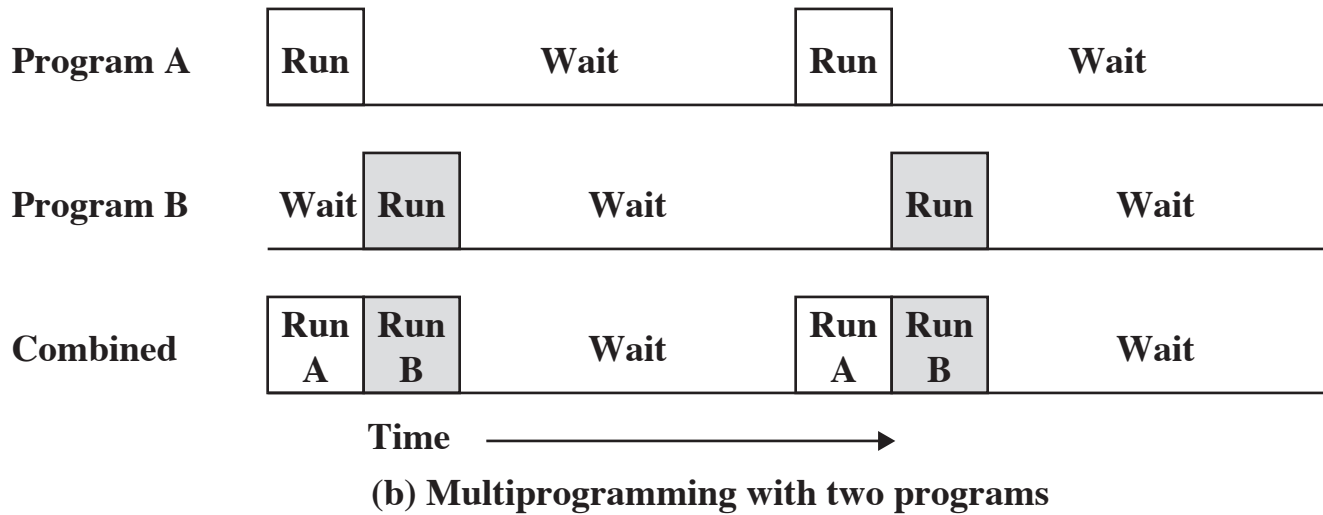 Program A Run Wait Run Wait
Program B Wait Run Wait Run Wait
Combined Run A Run B Wait Run A Run B Wait
Time
(b) Multiprogramming with two programs